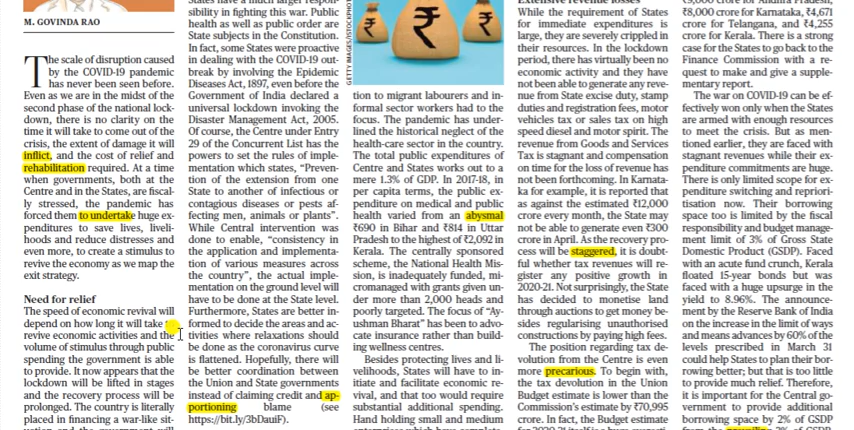 M. GOVINDA RAO
The scale of disruption caused
by the COVID-19 pandemic
has never been seen before.
Even as we are in the midst of the
second phase of the national lock-
down, there is no clarity on the
time it will take to come out of the
crisis, the extent of damage it will
inflict, and the cost of relief and
rehabilitation required. At a time
when governments, both at the
Centre and in the States, are fiscal-
ly stressed, the pandemic has
forced them to undertake huge ex-
penditures to save lives, liveli-
hoods and reduce distresses and
even more, to create a stimulus to
revive the economy as we map the
exit strategy.
Need for relief
The speed of economic revival will
depend on how long it will take
revive economic activities and the
volume of stimulus through public
spending the government is able
to provide. It now appears that the
lockdown will be lifted in stages
and the recovery process will be
prolonged. The country is literally
placed in financing a war-like sit-
States have a much larger respon-
sibility in fighting this war. Public
health as well as public order are
State subjects in the Constitution.
In fact, some States were proactive
in dealing with the COVID-19 out-
break by invoking the Epidemic
Diseases Act, 1897, even before the
Government of India declared a
universal lockdown invoking the
Disaster Management Act, 2005.
Of course, the Centre under Entry
29 of the Concurrent List has the
powers to set the rules of imple-
mentation which states, “Preven-
tion of the extension from one
State to another of infectious or
contagious diseases or pests af-
fecting men, animals or plants”.
While Central intervention was
done to enable, “consistency in
the application and implementa-
tion of various measures across
the country”, the actual imple-
mentation on the ground level will
have to be done at the State level.
Furthermore, States are better in-
formed to decide the areas and ac-
tivities where relaxations should
be done as the coronavirus curve
is flattened. Hopefully, there will
be better coordination between
the Union and State governments
instead of claiming credit and ap-
portioning blame (see
https://bit.ly/3bDauiF).
GETTY IMAGES/ISTOCKPHOTO
tion to migrant labourers and in-
formal sector workers had to the
focus. The pandemic has under-
lined the historical neglect of the
health-care sector in the country.
The total public expenditures of
Centre and States works out to a
mere 1.3% of GDP. In 2017-18, in
per capita terms, the public ex-
penditure on medical and public
health varied from an abysmal
₹690 in Bihar and ₹814 in Uttar
Pradesh to the highest of ₹2,092 in
Kerala. The centrally sponsored
scheme, the National Health Mis-
sion, is inadequately funded, mi-
cromanaged with grants given un-
der more than 2,000 heads and
poorly targeted. The focus of “Ay-
ushman Bharat” has been to advo-
cate insurance rather than build-
ing wellness centres.
Besides protecting lives and li-
velihoods, States will have to in-
itiate and facilitate economic re-
vival, and that too would require
substantial additional spending.
Hand holding small and medium
Extensive revenue losses
While the requirement of States
for immediate expenditures is
large, they are severely crippled in
their resources. In the lockdown
period, there has virtually been no
economic activity and they have
not been able to generate any reve-
nue from State excise duty, stamp
duties and registration fees, motor
vehicles tax or sales tax on high
speed diesel and motor spirit. The
revenue from Goods and Services
Tax is stagnant and compensation
on time for the loss of revenue has
not been forthcoming. In Karnata-
ka for example, it is reported that
as against the estimated ₹12,000
crore every month, the State may
not be able to generate even ₹300
crore in April. As the recovery pro-
cess will be staggered, it is doubt-
ful whether tax revenues will re-
gister any positive growth in
2020-21. Not surprisingly, the State
has decided to monetise land
through auctions to get money be-
sides regularising unauthorised
constructions by paying high fees.
The position regarding tax de-
volution from the Centre is even
more precarious. To begin with,
the tax devolution in the Union
Budget estimate is lower than the
Commission's estimate by ₹70,995
crore. In fact, the Budget estimate
₹8,000 crore for Karnataka, ₹4,671
crore for Telangana, and ₹4,255
crore for Kerala. There is a strong
case for the States to go back to the
Finance Commission with a re-
quest to make and give a supple-
mentary report.
The war on COVID-19 can be ef-
fectively won only when the States
are armed with enough resources
to meet the crisis. But as men-
tioned earlier, they are faced with
stagnant revenues while their ex-
penditure commitments are huge.
There is only limited scope for ex-
penditure switching and repriori-
tisation now. Their borrowing
space too is limited by the fiscal
responsibility and budget manage-
ment limit of 3% of Gross State
Domestic Product (GSDP). Faced
with an acute fund crunch, Kerala
floated 15-year bonds but was
faced with a huge upsurge in the
yield to 8.96%. The announce-
ment by the Reserve Bank of India
on the increase in the limit of ways
and means advances by 60% of the
levels prescribed in March 31
could help States to plan their bor-
rowing better; but that is too little
to provide much relief. Therefore,
it is important for the Central go-
vernment to provide additional
borrowing space by 2% of GSDP